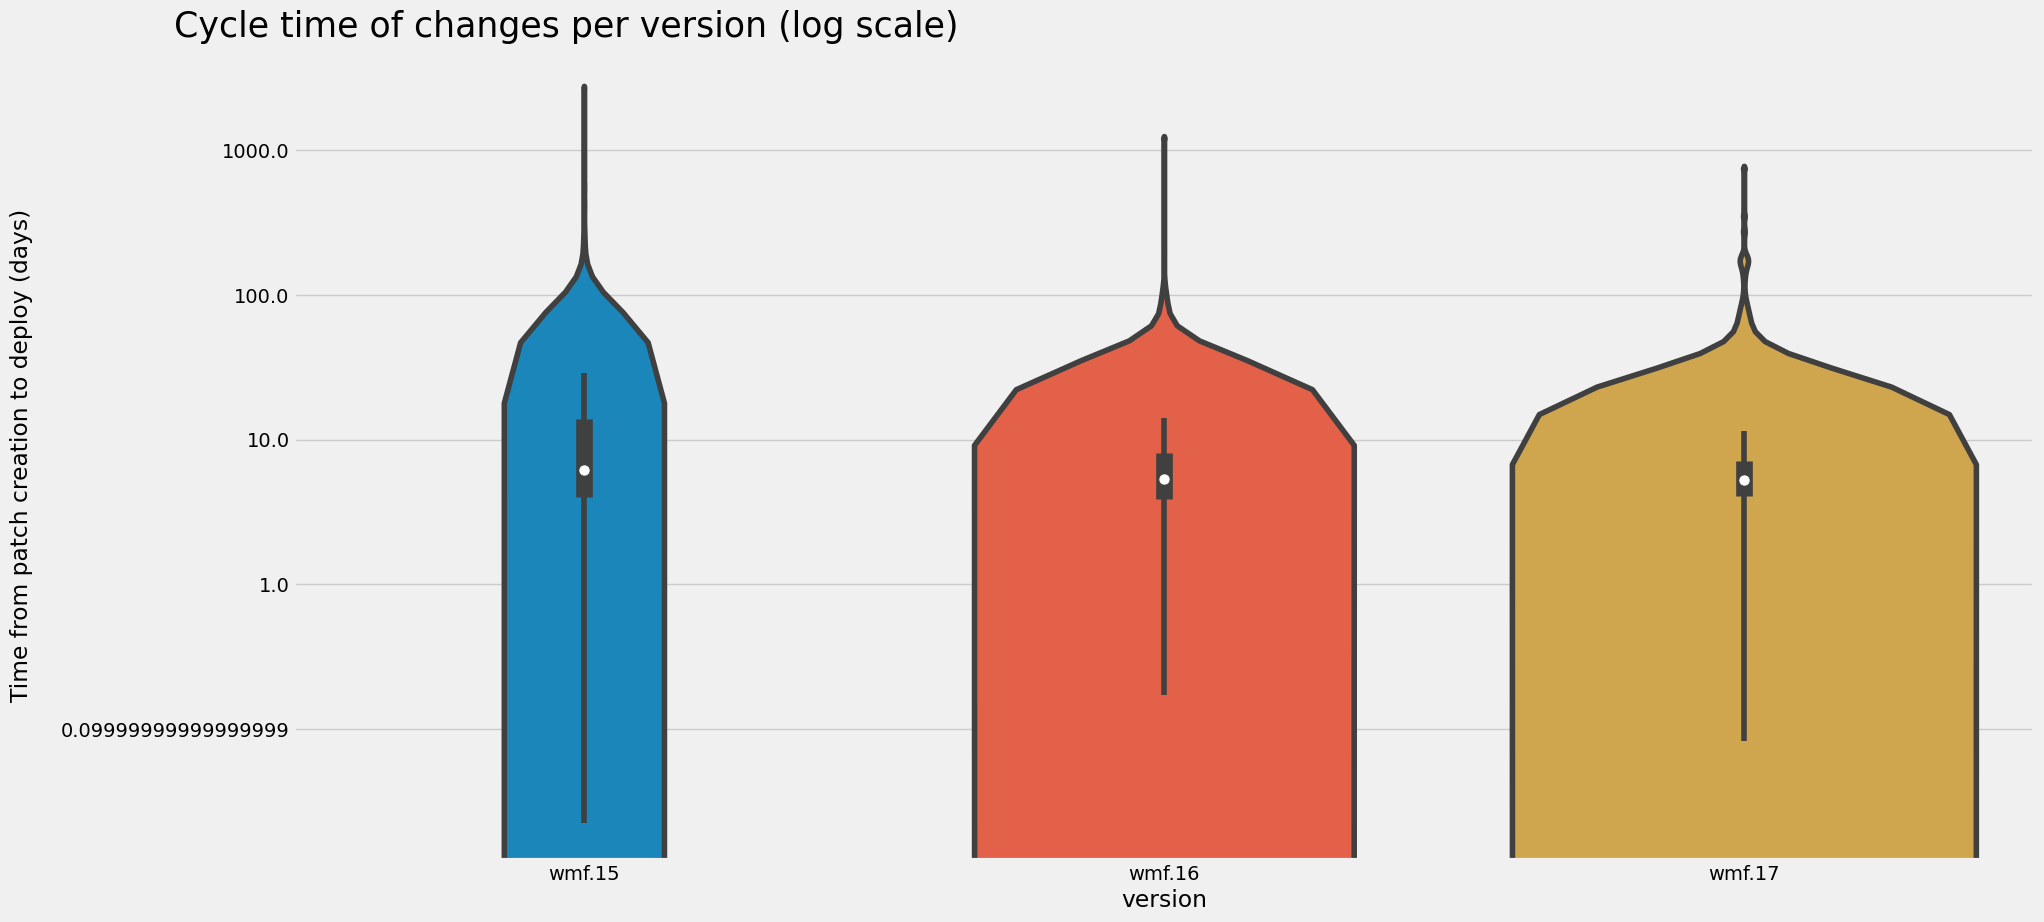 Cycle time of changes per version (log scale)
Time from patch creation to deploy (days)
1000.0
100.0
10.0
1.0
0.09999999999999999
wmf.15
wmf.16
wmf.17
version